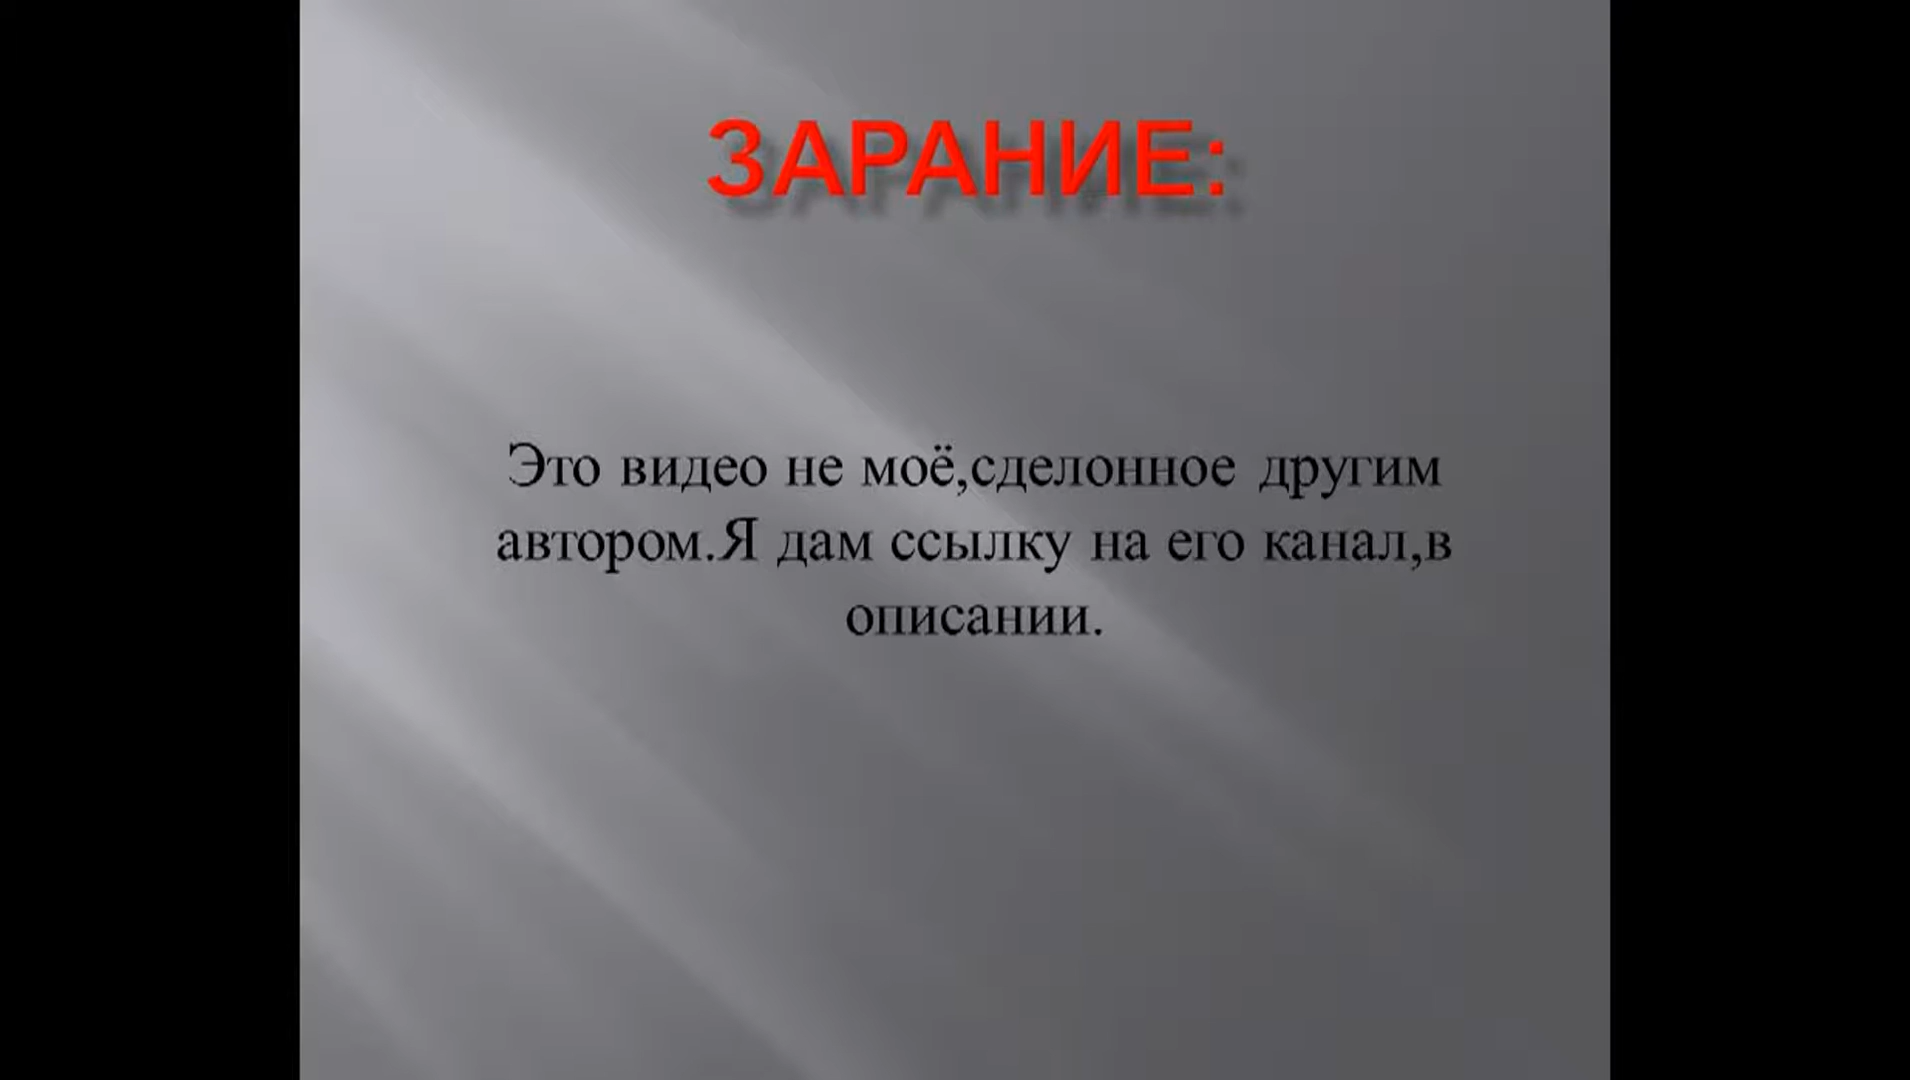 ЗАРАНИЕ:
Это видео не моё,сделонное другим
автором.Я дам ссылку на его канал,в
описании.